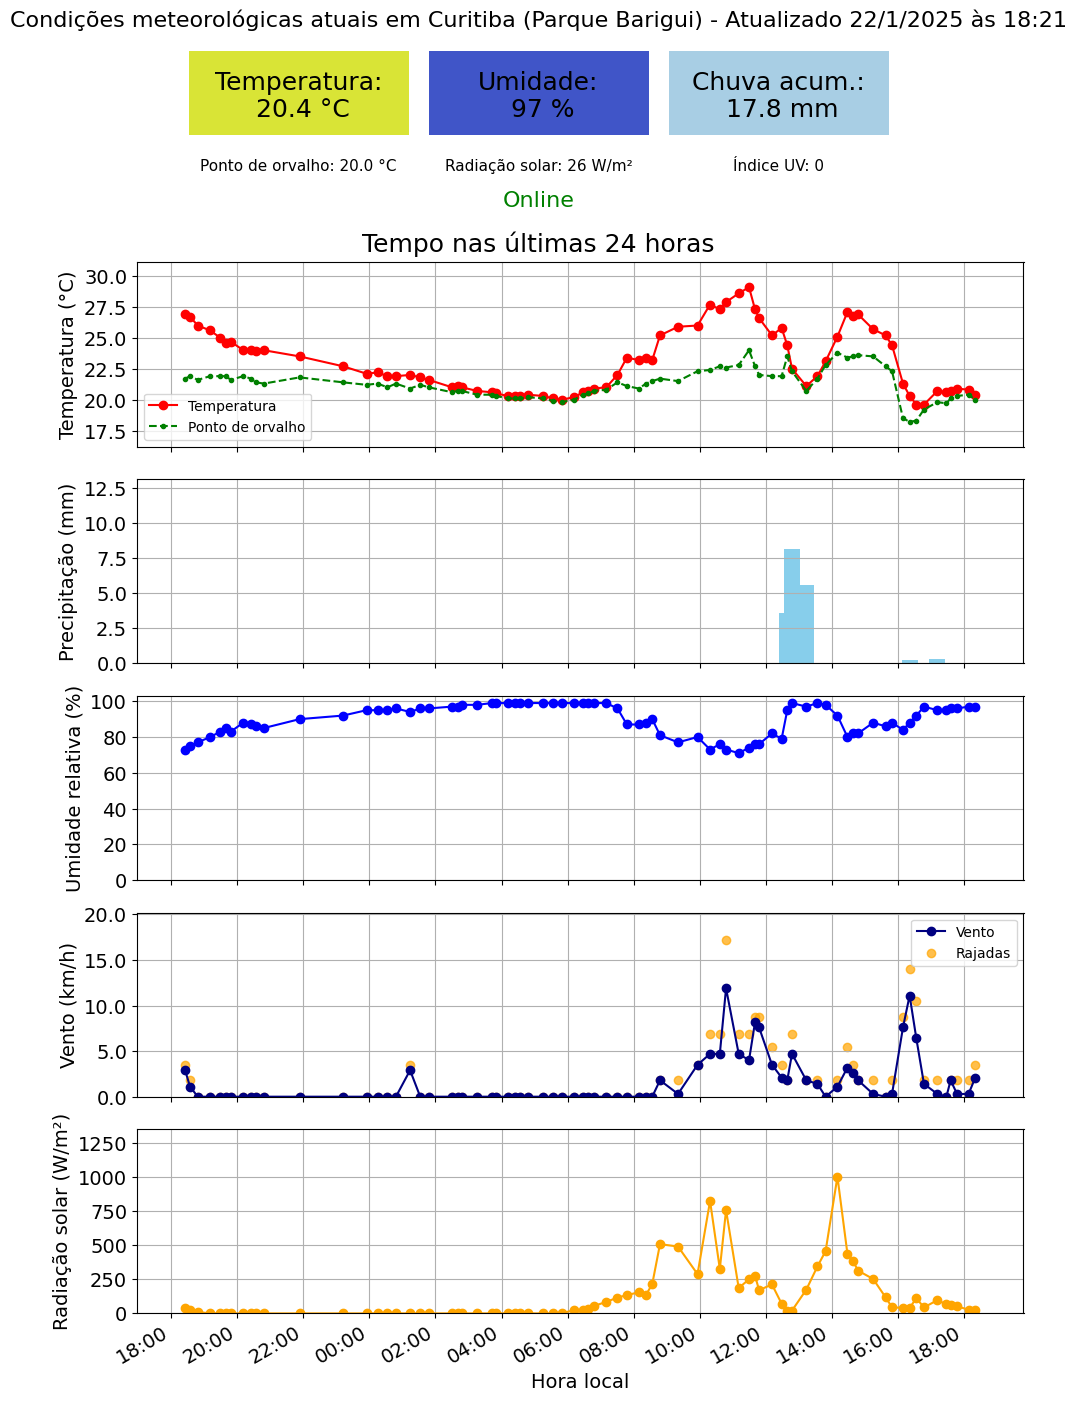 Condições meteorológicas atuais em Curitiba (Parque Barigui) - Atualizado 22/1/2025 às 18:21
Temperatura:
20.4 °C
Umidade:
97 %
Chuva acum.:
17.8 mm
Ponto de orvalho: 20.0 °C
Radiação solar: 26 W/m²
Índice UV: 0
Online
Tempo nas últimas 24 horas
Temperatura (°C)
30.0
27.5
25.0
22.5
20.0
17.5
Temperatura
Ponto de orvalho
Precipitação (mm)
12.5
10.0
7.5
5.0
2.5
0.0
Umidade relativa (%)
100
80
60
40
20
0
Vento (km/h)
20.0
15.0
10.0
5.0
0.0
Vento
Rajadas
Radiação solar (W/m²)
1250
1000
750
500
250
0
18:00
20:00
22:00
00:00
02:00
04:00
06:00
08:00
10:00
12:00
14:00
16:00
18:00
Hora local